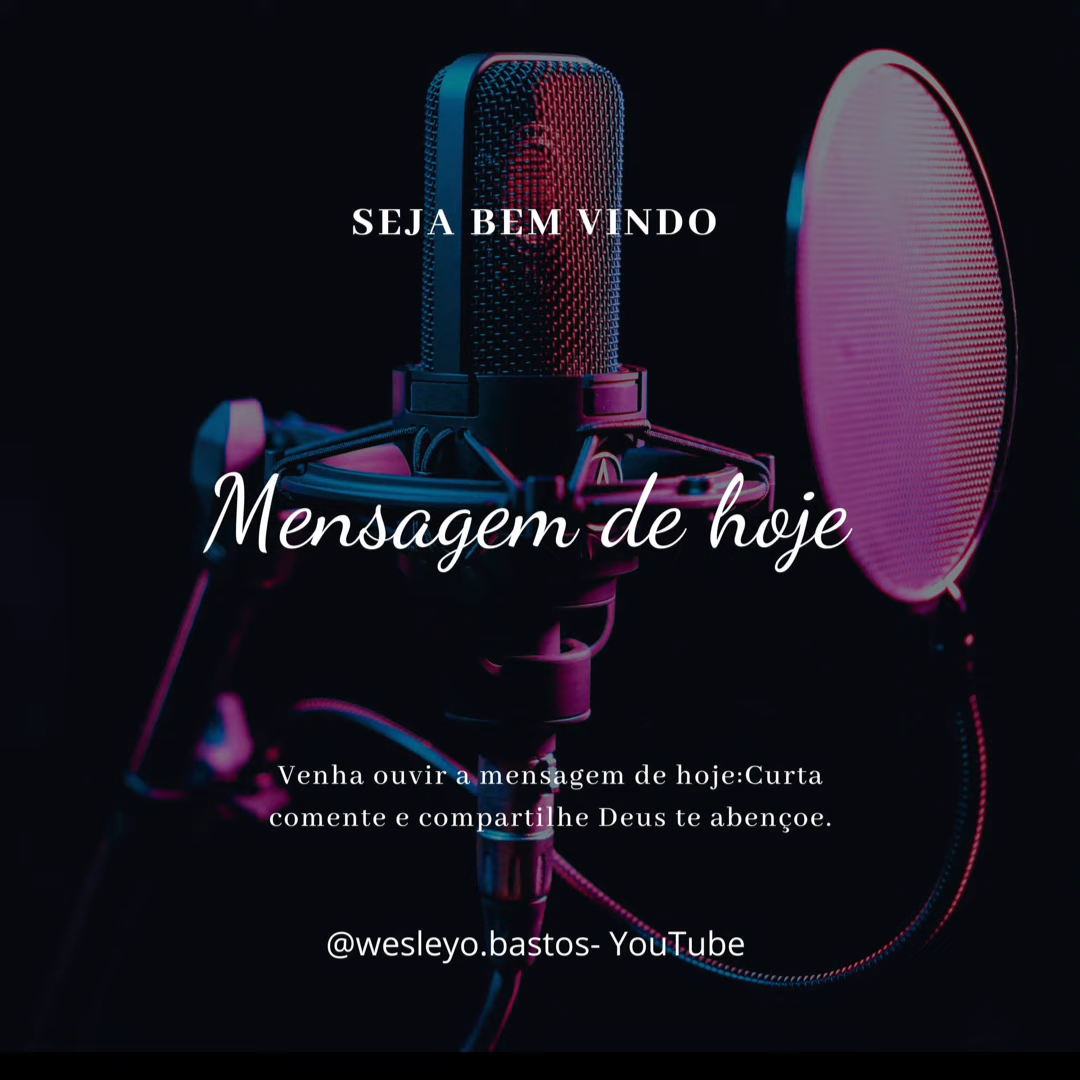 SEJA BEM VINDO
Mensagem de hoje
Venha ouvir a mensagem de hoje:Curta
comente e compartilhe Deus te abençoe.
@wesleyo.bastos- YouTube